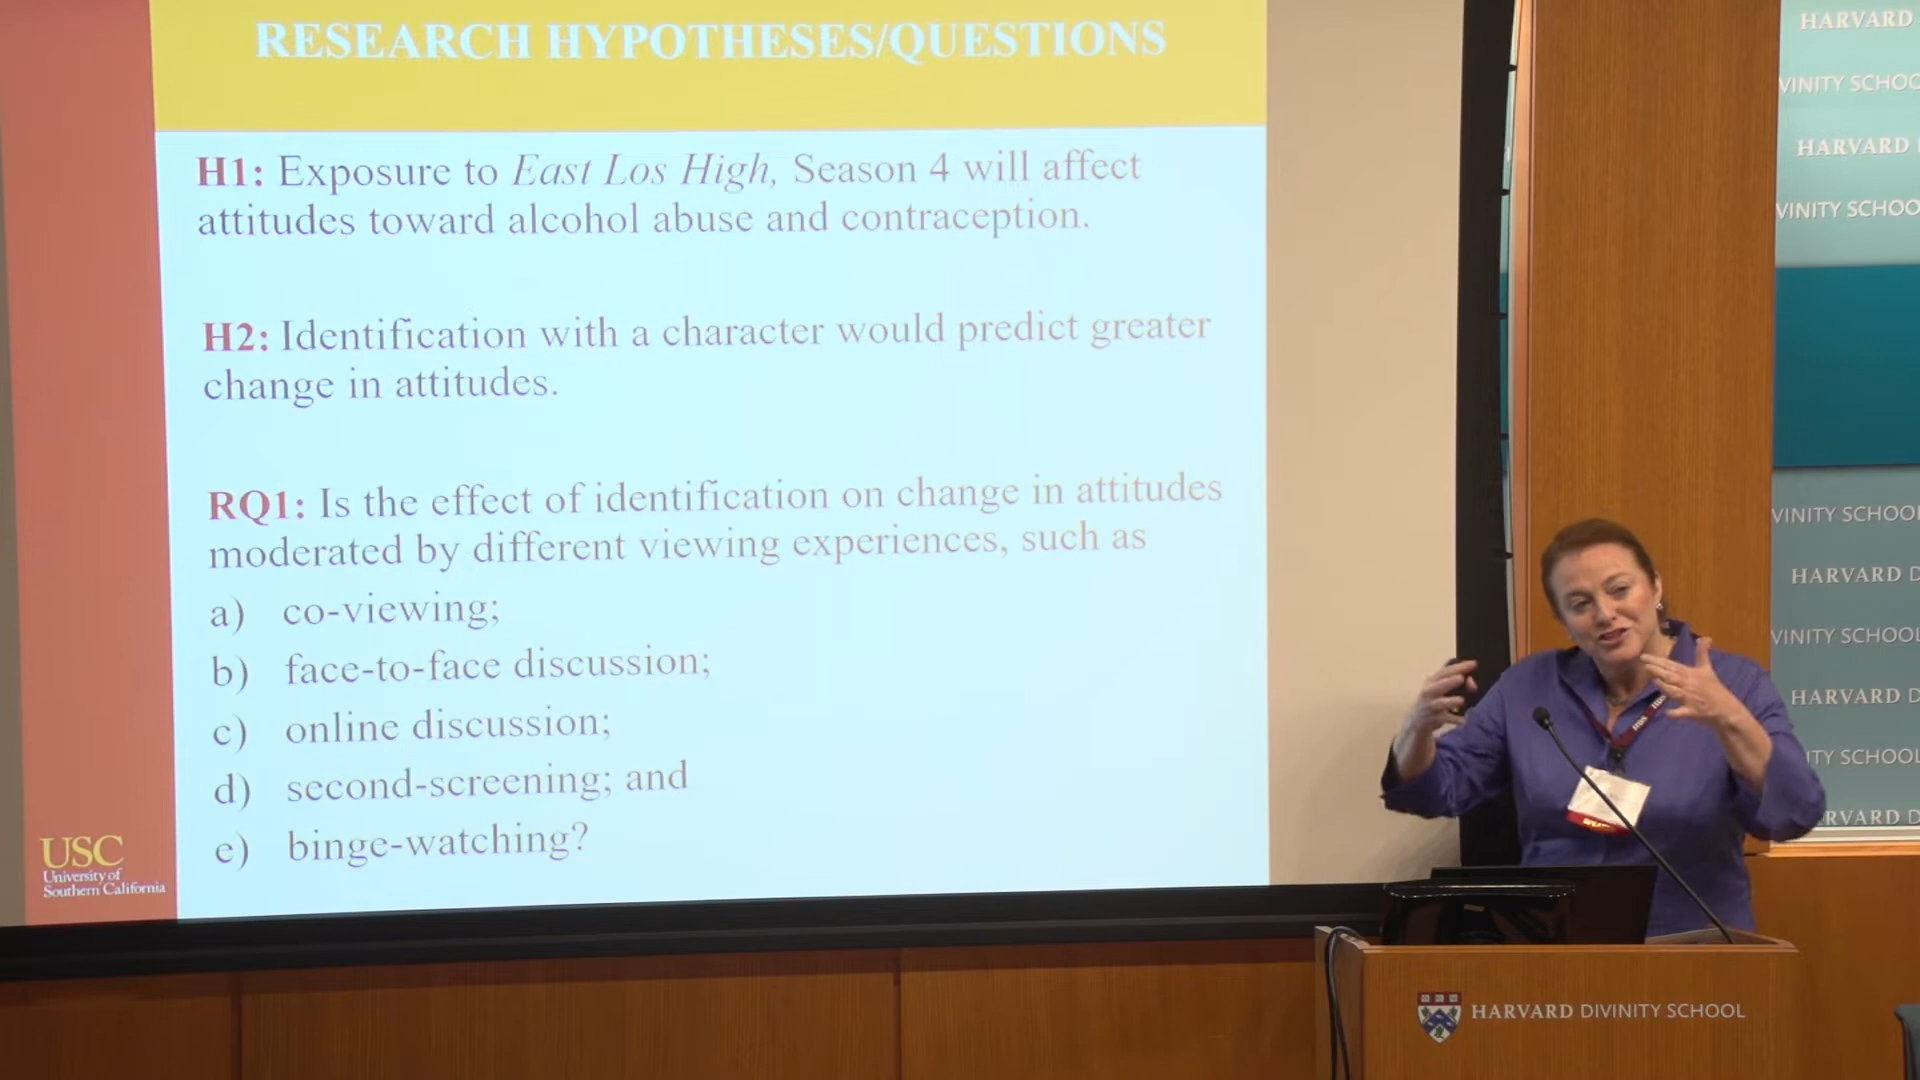 RESEARCH HYPOTHESES/QUESTIONS
H1: Exposure to East Los High, Season 4 will affect
attitudes toward alcohol abuse and contraception.
H2: Identification with a character would predict greater
change in attitudes.
RQ1: Is the effect of identification on change in attitudes
moderated by different viewing experiences, such as
a) co-viewing;
b) face-to-face discussion;
c) online discussion;
d) second-screening; and
e) binge-watching?
USC
University of
Southern California
HARVARD
VINITY SCHOO
HARVARD
VINITY SCHOO
VINITY SCHOOL
HARVARD D
VINITY SCHOOL
HARVARD D
ITY SCHOOL
RVARD D
HDS
HARVARD DIVINITY SCHOOL